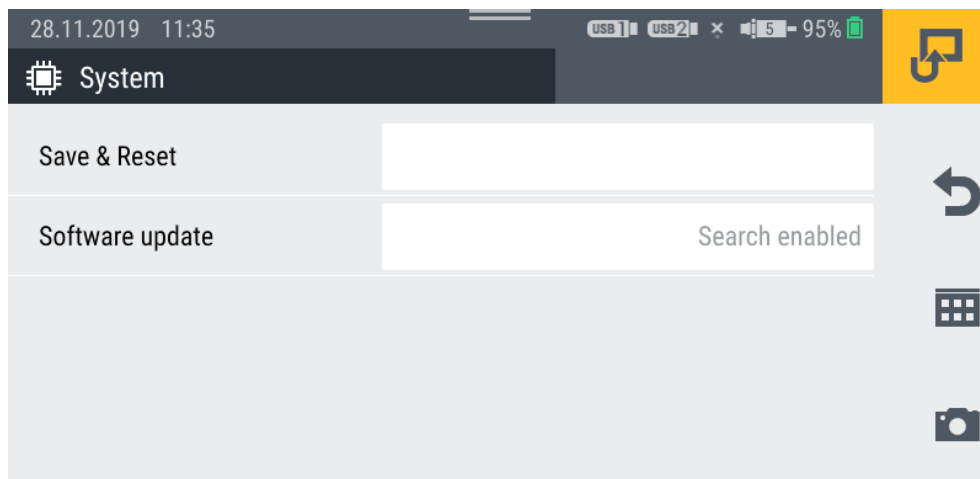 28.11.2019 11:35 USB 1 USB 2 5 95%
System
Save & Reset
Software update Search enabled